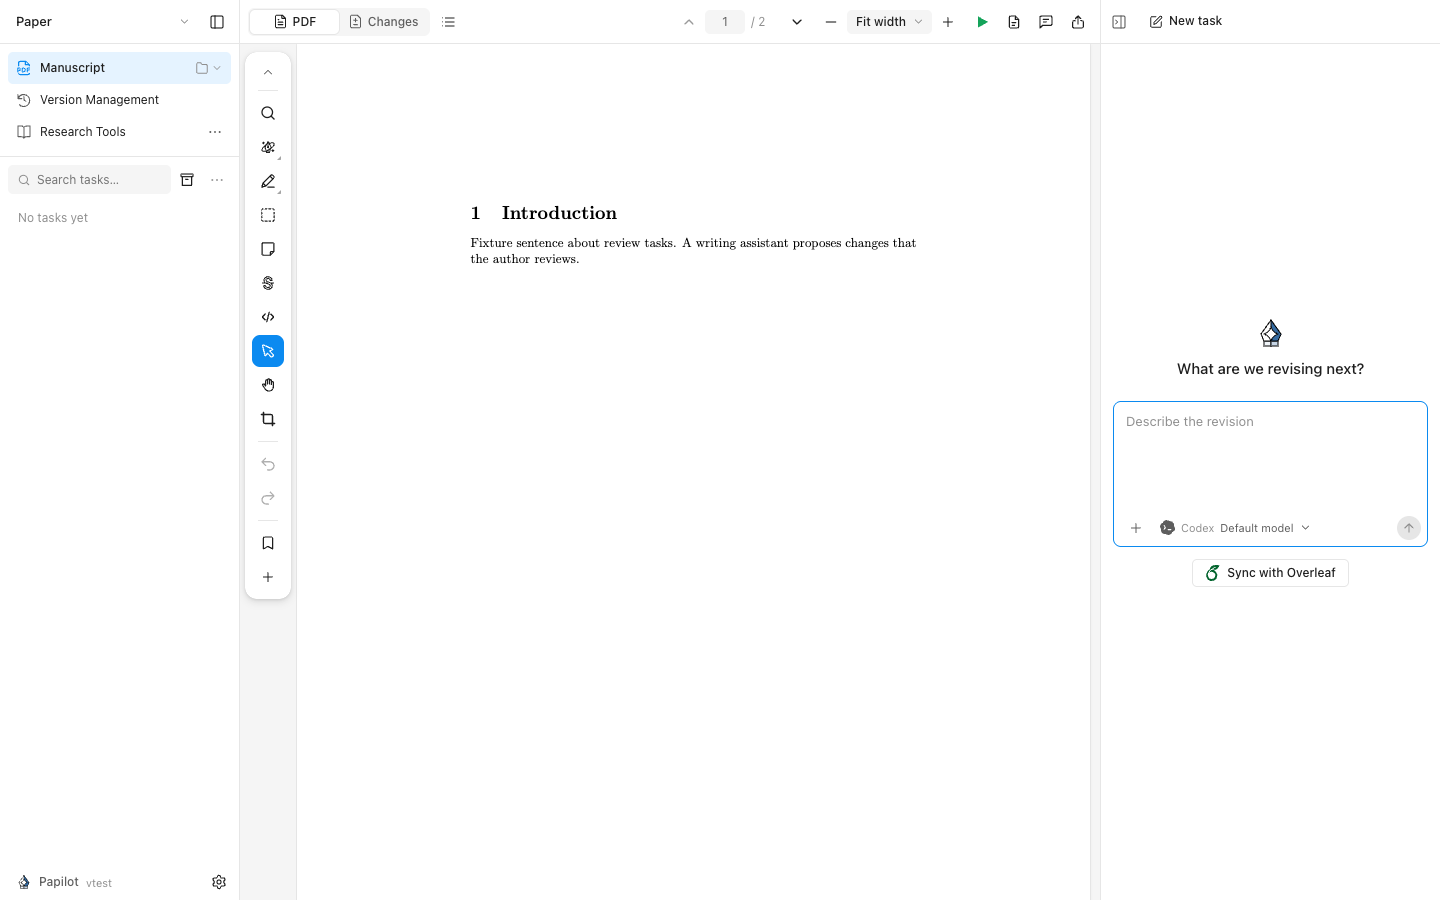 Paper
PDF
Changes
1
/ 2
Fit width
New task
Manuscript
Version Management
Research Tools
Search tasks...
No tasks yet
1 Introduction
Fixture sentence about review tasks. A writing assistant proposes changes that
the author reviews.
What are we revising next?
Describe the revision
Codex Default model
Sync with Overleaf
Papilot vtest